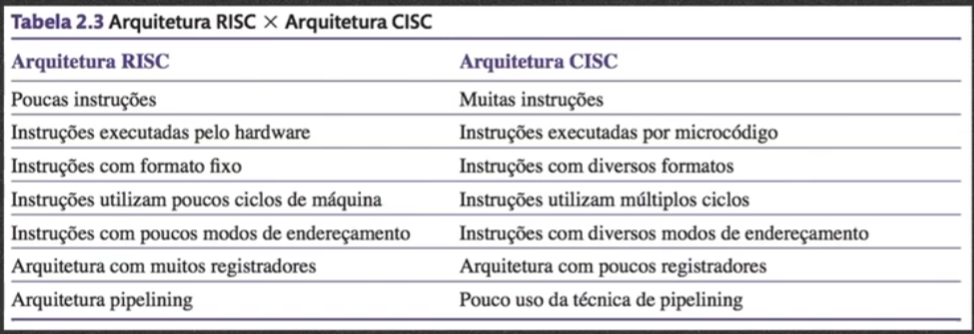 Tabela 2.3 Arquitetura RISC × Arquitetura CISC
Arquitetura RISC Arquitetura CISC
Poucas instruções Muitas instruções
Instruções executadas pelo hardware Instruções executadas por microcódigo
Instruções com formato fixo Instruções com diversos formatos
Instruções utilizam poucos ciclos de máquina Instruções utilizam múltiplos ciclos
Instruções com poucos modos de endereçamento Instruções com diversos modos de endereçamento
Arquitetura com muitos registradores Arquitetura com poucos registradores
Arquitetura pipelining Pouco uso da técnica de pipelining